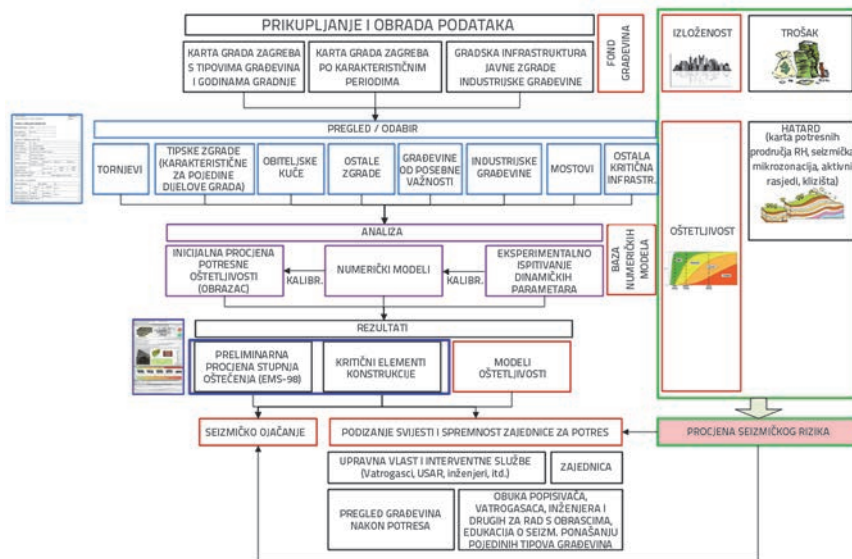 PRIKUPLJANJE I OBRADA PODATAKA
KARTA GRADA ZAGREBA
S TIPOVIMA GRAĐEVINA
I GODINAMA GRADNJE
KARTA GRADA ZAGREBA
PO KARAKTERISTIČNIM
PERIODIMA
GRADSKA INFRASTRUKTURA
JAVNE ZGRADE
INDUSTRIJSKE GRAĐEVINE
FOND
GRAĐEVINA
IZLOŽENOST
TROŠAK
PREGLED / ODABIR
TORNJEVI
TIPSKE ZGRADE
(KARAKTERISTIČNE
ZA POJEDINE
DIJELOVE GRADA)
OBITELJSKE
KUČE
OSTALE
ZGRADE
GRAĐEVINE
OD POSEBNE
VAŽNOSTI
INDUSTRIJSKE
GRAĐEVINE
MOSTOVI
OSTALA
KRITIČNA
INFRASTR.
HATARD
(karta potresnih
područja RH, seizmička
mikrozonacija, aktivni
rasjedi, klizišta)
OŠTETLJIVOST
ANALIZA
INICIJALNA PROCJENA
POTRESNE
OŠTETLJIVOSTI
(OBRAZAC)
KALIBR.
NUMERIČKI MODELI
KALIBR.
EKSPERIMENTALNO
ISPITIVANJE
DINAMIČKIH
PARAMETARA
BAZA
NUMERIČKIH
MODELA
REZULTATI
PRELIMINARNA
PROCJENA STUPNJA
OŠTEĆENJA (EMS-98)
KRITIČNI ELEMENTI
KONSTRUKCIJE
MODELI
OŠTETLJIVOSTI
SEIZMIČKO OJAČANJE
PODIZANJE SVIJESTI I SPREMNOST ZAJEDNICE ZA POTRES
PROCJENA SEIZMIČKOG RIZIKA
UPRAVNA VLAST I INTERVENTNE SLUŽBE
(Vatrogasci, USAR, inženjeri, itd.)
ZAJEDNICA
PREGLED GRAĐEVINA
NAKON POTRESA
OBUKA POPISIVAČA,
VATROGASACA, INŽENJERA I
DRUGIH ZA RAD S OBRASCIMA,
EDUKACIJA O SEIZM. PONAŠANJU
POJEDINIH TIPOVA GRAĐEVINA